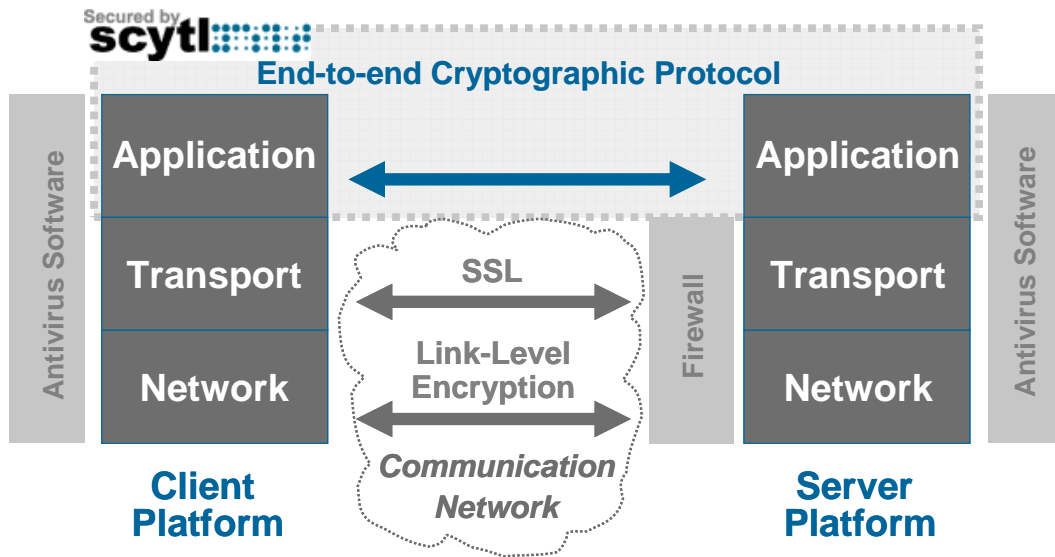 Secured by
scytl
End-to-end Cryptographic Protocol
Antivirus Software
Application
Transport
Network
Client
Platform
SSL
Link-Level
Encryption
Communication
Network
Firewall
Application
Transport
Network
Server
Platform
Antivirus Software